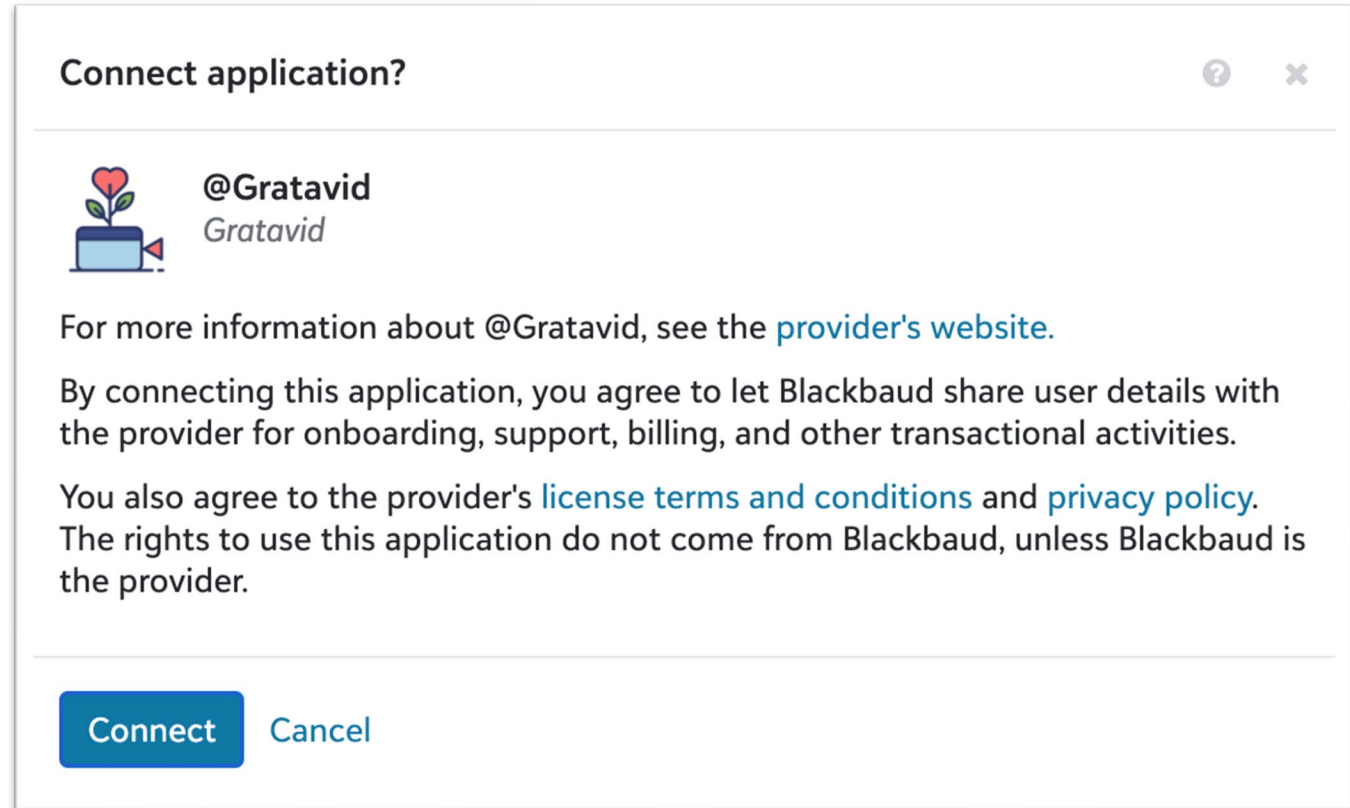 Connect application?
@Gratavid
Gratavid
For more information about @Gratavid, see the provider's website.
By connecting this application, you agree to let Blackbaud share user details with
the provider for onboarding, support, billing, and other transactional activities.
You also agree to the provider's license terms and conditions and privacy policy.
The rights to use this application do not come from Blackbaud, unless Blackbaud is
the provider.
Connect Cancel